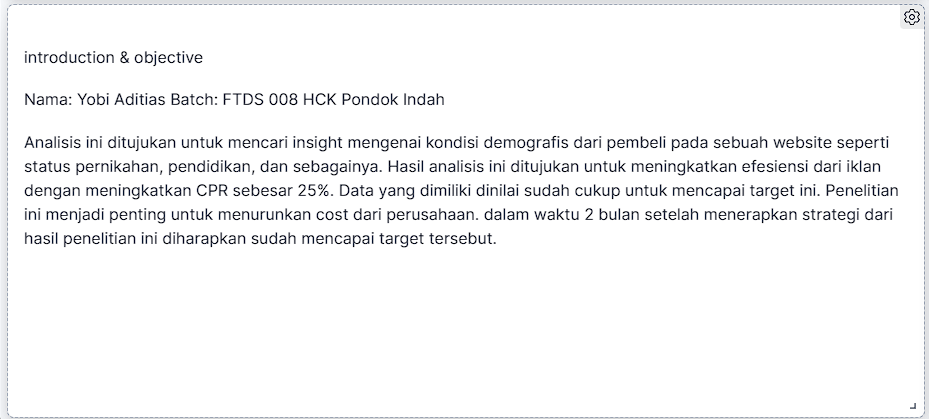 introduction & objective
Nama: Yobi Aditias Batch: FTDS 008 HCK Pondok Indah
Analisis ini ditujukan untuk mencari insight mengenai kondisi demografis dari pembeli pada sebuah website seperti
status pernikahan, pendidikan, dan sebagainya. Hasil analisis ini ditujukan untuk meningkatkan efesiensi dari iklan
dengan meningkatkan CPR sebesar 25%. Data yang dimiliki dinilai sudah cukup untuk mencapai target ini. Penelitian
ini menjadi penting untuk menurunkan cost dari perusahaan. dalam waktu 2 bulan setelah menerapkan strategi dari
hasil penelitian ini diharapkan sudah mencapai target tersebut.